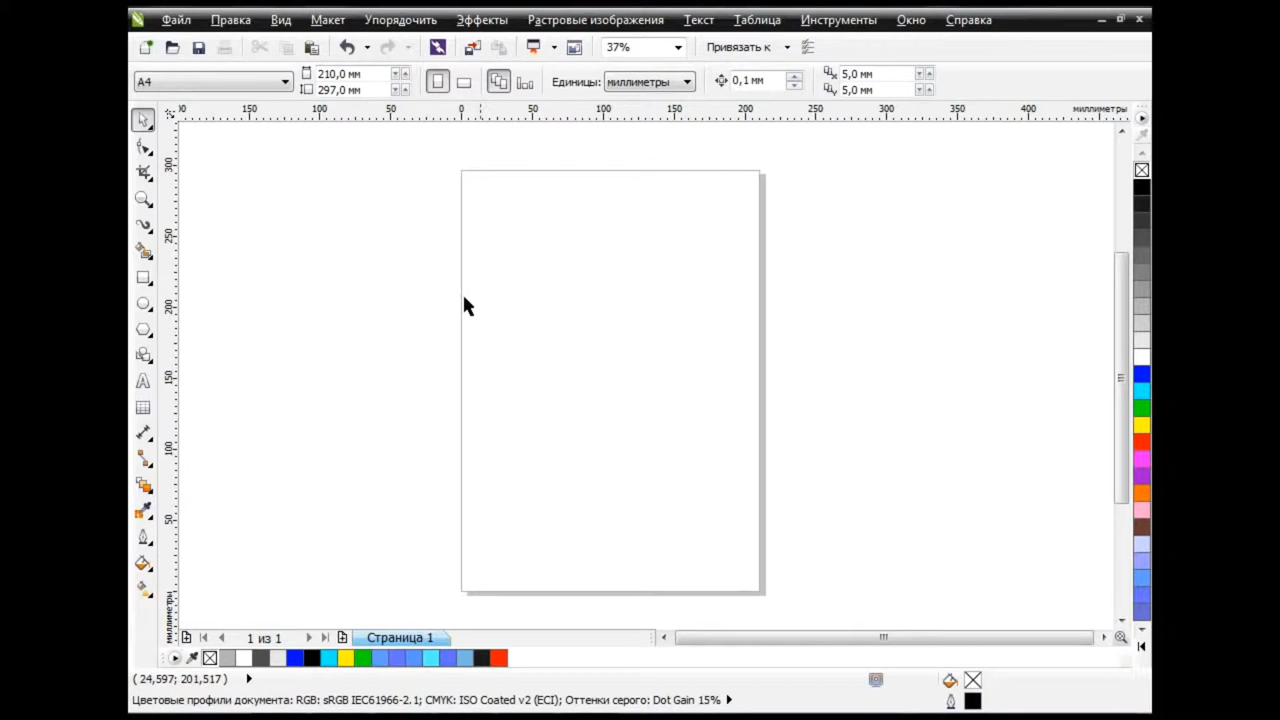 Файл Правка Вид Макет Упорядочить Эффекты Растровые изображения Текст Таблица Инструменты Окно Справка
37% Привязать к
A4 210,0 мм 297,0 мм Единицы: миллиметры 0,1 мм 5,0 мм 5,0 мм
150 100 50 0 50 100 150 200 250 300 350 400 миллиметры
300
250
200
150
100
50
миллиметры
1 из 1 Страница 1
( 24,597; 201,517 )
Цветовые профили документа: RGB: sRGB IEC61966-2.1; CMYK: ISO Coated v2 (ECI); Оттенки серого: Dot Gain 15%